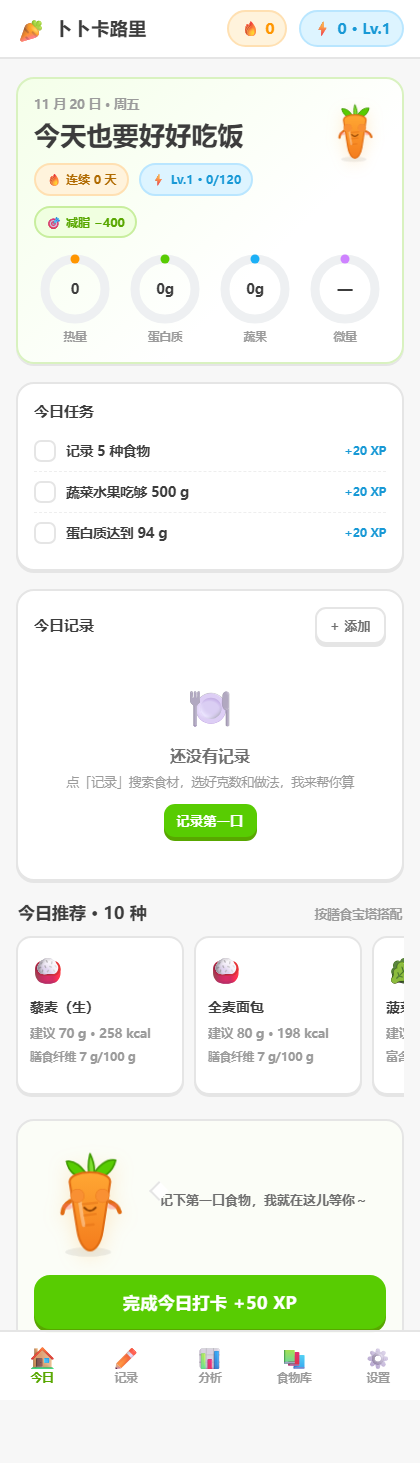 卜卜卡路里
0
0 • Lv.1
11 月 20 日 • 周五
今天也要好好吃饭
连续 0 天
Lv.1 • 0/120
减脂 −400
0
0g
0g
—
热量
蛋白质
蔬果
微量
今日任务
记录 5 种食物
+20 XP
蔬菜水果吃够 500 g
+20 XP
蛋白质达到 94 g
+20 XP
今日记录
+ 添加
还没有记录
点「记录」搜索食材，选好克数和做法，我来帮你算
记录第一口
今日推荐 • 10 种
按膳食宝塔搭配
藜麦（生）
建议 70 g • 258 kcal
膳食纤维 7 g/100 g
全麦面包
建议 80 g • 198 kcal
膳食纤维 7 g/100 g
菠
建议
富含
记下第一口食物，我就在这儿等你～
完成今日打卡 +50 XP
今日
记录
分析
食物库
设置